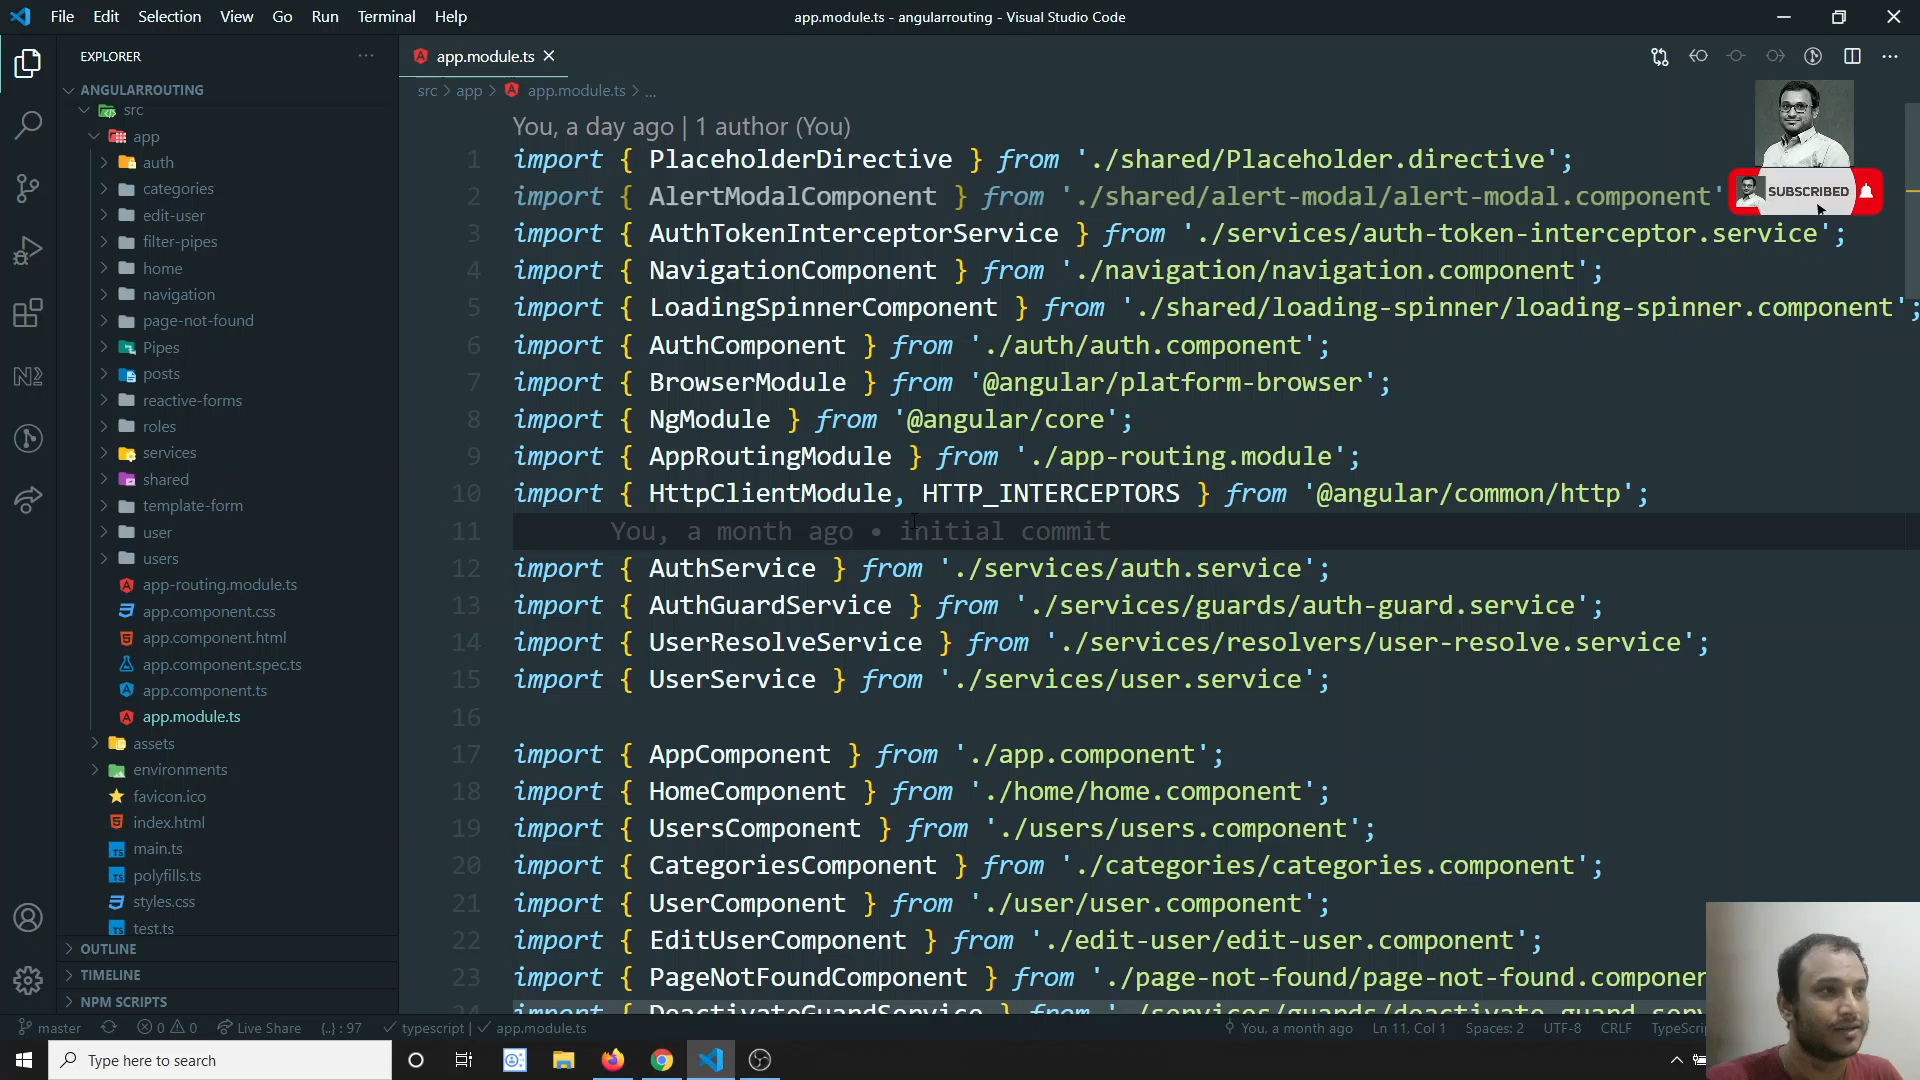 File Edit Selection View Go Run Terminal Help
app.module.ts - angularrouting - Visual Studio Code
EXPLORER
ANGULARROUTING
src
app
auth
categories
edit-user
filter-pipes
home
navigation
page-not-found
Pipes
posts
reactive-forms
roles
services
shared
template-form
user
users
app-routing.module.ts
app.component.css
app.component.html
app.component.spec.ts
app.component.ts
app.module.ts
assets
environments
favicon.ico
index.html
main.ts
polyfills.ts
styles.css
test.ts
OUTLINE
TIMELINE
NPM SCRIPTS
app.module.ts
src > app > app.module.ts > ...
You, a day ago | 1 author (You)
1 import { PlaceholderDirective } from './shared/Placeholder.directive';
2 import { AlertModalComponent } from './shared/alert-modal/alert-modal.component'
3 import { AuthTokenInterceptorService } from './services/auth-token-interceptor.service';
4 import { NavigationComponent } from './navigation/navigation.component';
5 import { LoadingSpinnerComponent } from './shared/loading-spinner/loading-spinner.component';
6 import { AuthComponent } from './auth/auth.component';
7 import { BrowserModule } from '@angular/platform-browser';
8 import { NgModule } from '@angular/core';
9 import { AppRoutingModule } from './app-routing.module';
10 import { HttpClientModule, HTTP_INTERCEPTORS } from '@angular/common/http';
11 You, a month ago • initial commit
12 import { AuthService } from './services/auth.service';
13 import { AuthGuardService } from './services/guards/auth-guard.service';
14 import { UserResolveService } from './services/resolvers/user-resolve.service';
15 import { UserService } from './services/user.service';
16
17 import { AppComponent } from './app.component';
18 import { HomeComponent } from './home/home.component';
19 import { UsersComponent } from './users/users.component';
20 import { CategoriesComponent } from './categories/categories.component';
21 import { UserComponent } from './user/user.component';
22 import { EditUserComponent } from './edit-user/edit-user.component';
23 import { PageNotFoundComponent } from './page-not-found/page-not-found.componen
24 import { DeactivateGuardService } from './services/guards/deactivate-guard.serv
SUBSCRIBED
master 0 0 Live Share {..} : 97 typescript | app.module.ts
You, a month ago Ln 11, Col 1 Spaces: 2 UTF-8 CRLF TypeScri
Type here to search